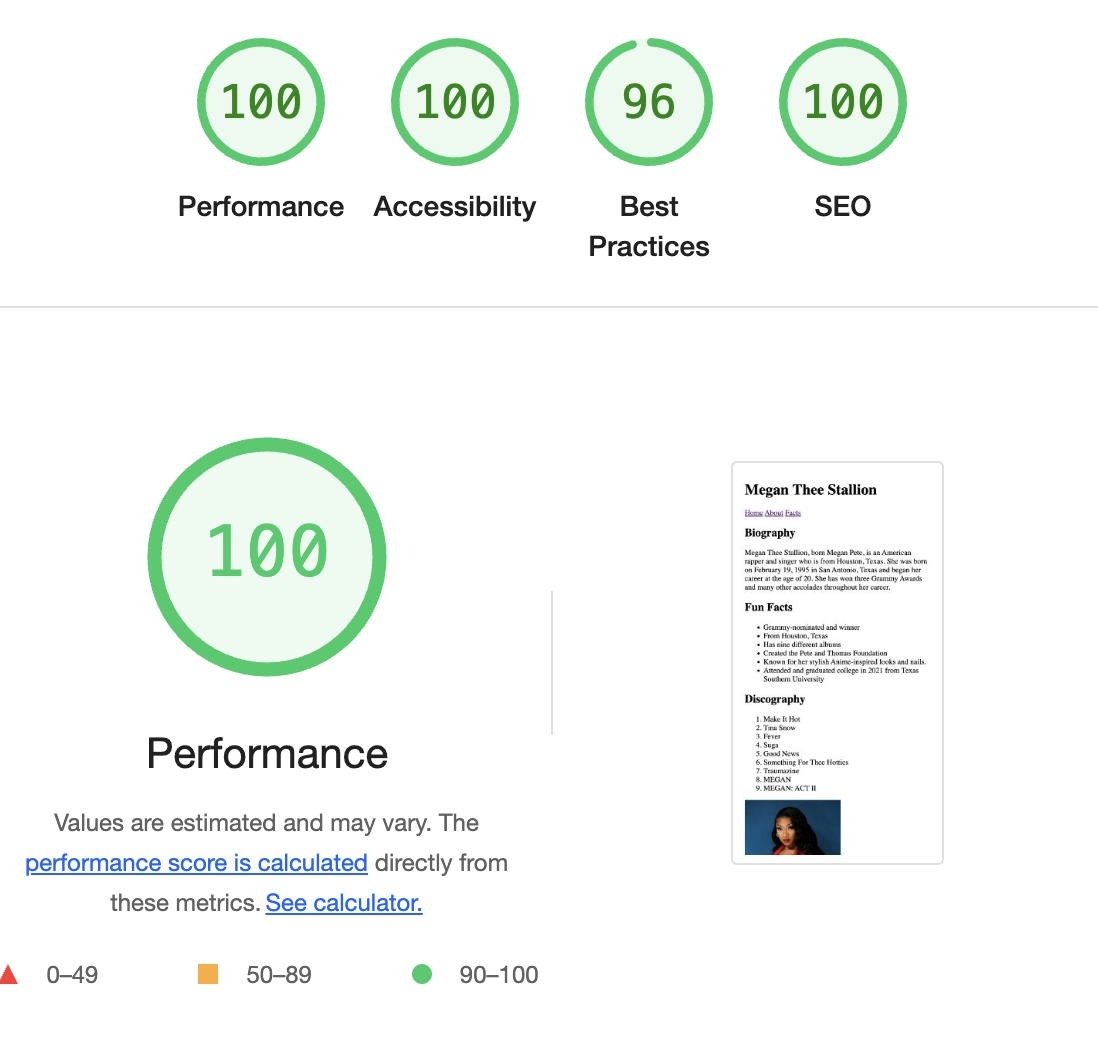 100
100
96
100
Performance
Accessibility
Best
Practices
SEO
100
Performance
Values are estimated and may vary. The
performance score is calculated directly from
these metrics. See calculator.
0–49
50–89
90–100
Megan Thee Stallion
Home About Facts
Biography
Megan Thee Stallion, born Megan Pete, is an American
rapper and singer who is from Houston, Texas. She was born
on February 19, 1995 in San Antonio, Texas and began her
career at the age of 20. She has won three Grammy Awards
and many other accolades throughout her career.
Fun Facts
• Grammy-nominated and winner
• From Houston, Texas
• Has nine different albums
• Created the Pete and Thomas Foundation
• Known for her stylish Anime-inspired looks and nails.
• Attended and graduated college in 2021 from Texas
Southern University
Discography
1. Make It Hot
2. Tina Snow
3. Fever
4. Suga
5. Good News
6. Something For Thee Hotties
7. Traumazine
8. MEGAN
9. MEGAN: ACT II